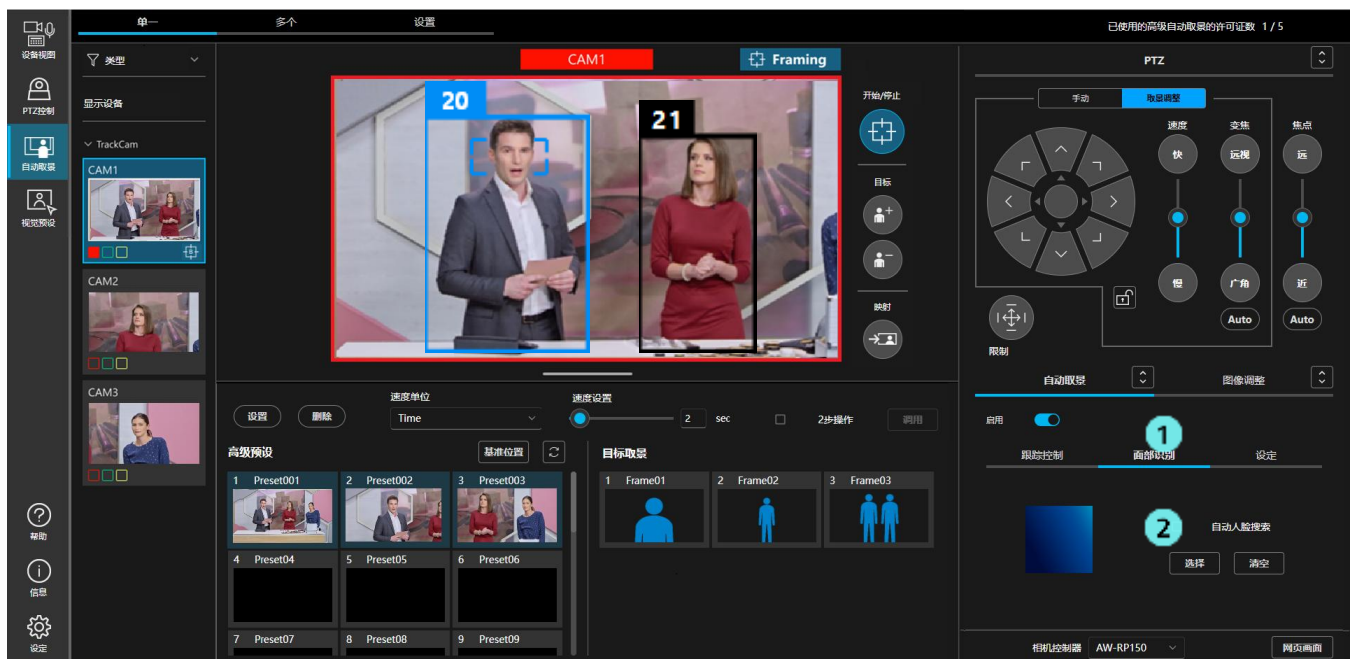 单一
多个
设置
已使用的高级自动取景的许可证数 1 / 5
设备视图
PTZ控制
自动取景
视觉预设
帮助
信息
设定
类型
显示设备
TrackCam
CAM1
CAM2
CAM3
CAM1
Framing
20
21
开始/停止
目标
映射
设置
删除
速度单位
Time
速度设置
2 sec
2步操作
调用
高级预设
基准位置
1 Preset001
2 Preset002
3 Preset003
4 Preset04
5 Preset05
6 Preset06
7 Preset07
8 Preset08
9 Preset09
目标取景
1 Frame01
2 Frame02
3 Frame03
PTZ
手动
取景调整
速度
变焦
焦点
快
远视
远
慢
广角
近
Auto
Auto
限制
自动取景
图像调整
启用
1
跟踪控制
面部识别
设定
2
自动人脸搜索
选择
清空
相机控制器
AW-RP150
网页画面